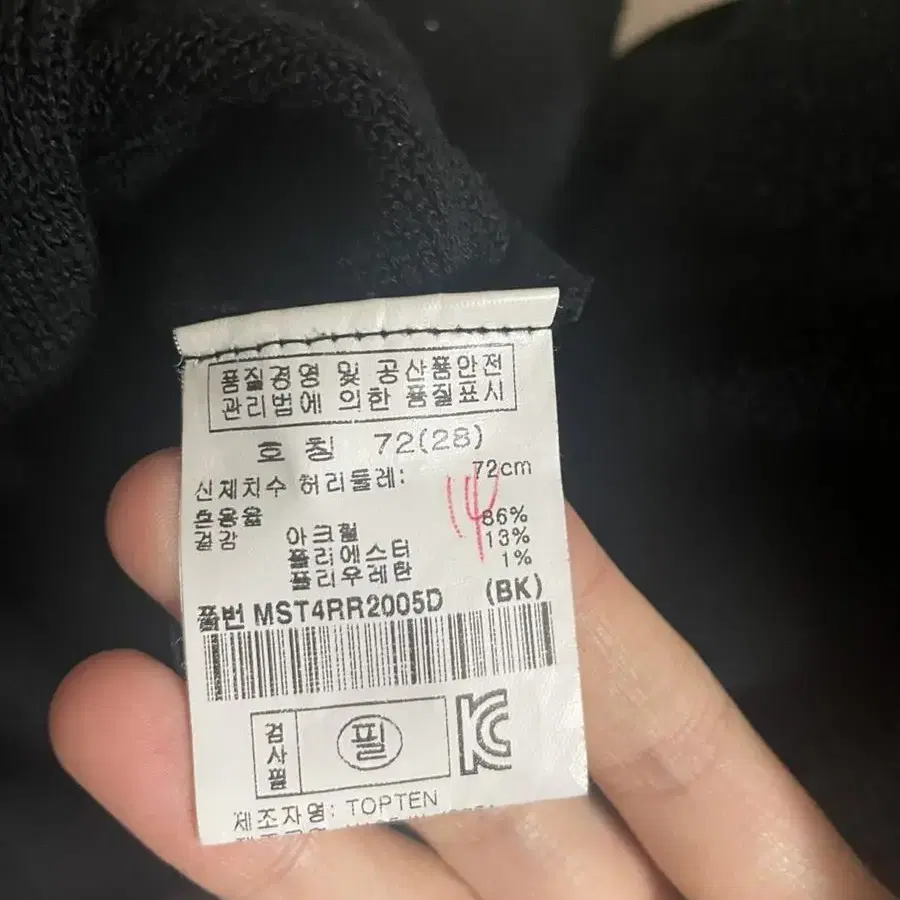 품질경영 및 공산품안전
관리법에 의한 품질표시
호 칭 72(28)
신체치수 허리둘레: 72cm
혼용율
겉감 아크릴 86%
폴리에스터 13%
폴리우레탄 1%
품번 MST4RR2005D (BK)
검사필 필
제조자명: TOPTEN